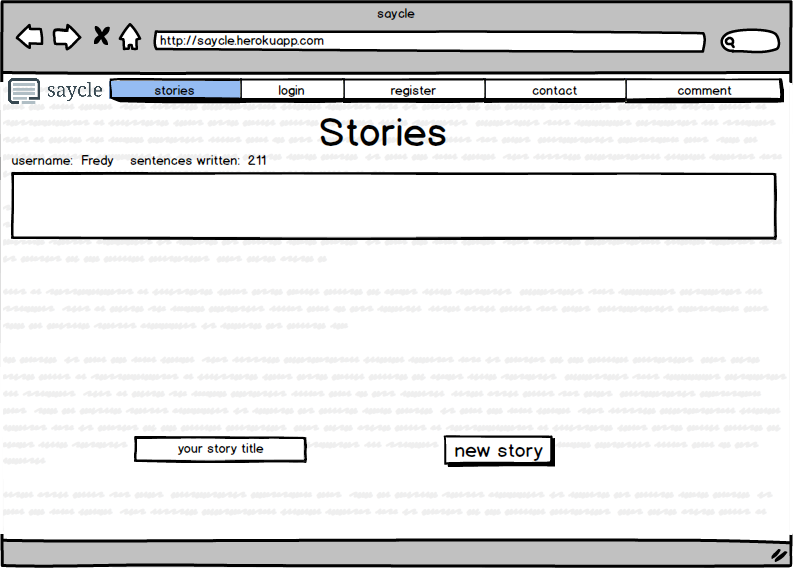 saycle
http://saycle.herokuapp.com
saycle stories login register contact comment
Stories
username: Fredy sentences written: 211
your story title new story